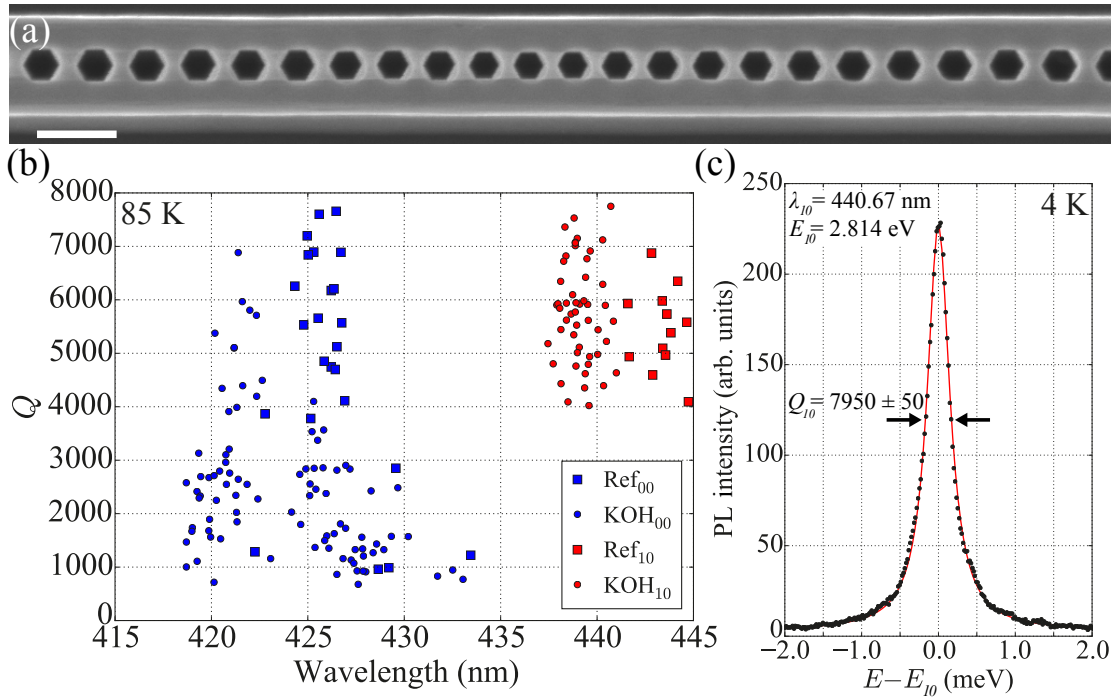 (a)
(b)
8000
7000
6000
5000
4000
3000
2000
1000
0
Q
85 K
Ref00
KOH00
Ref10
KOH10
415
420
425
430
435
440
445
Wavelength (nm)
(c)
250
200
150
100
50
0
PL intensity (arb. units)
λ10= 440.67 nm
4 K
E10= 2.814 eV
Q10= 7950 ± 50
−2.0
−1.0
0.0
1.0
2.0
E−E10 (meV)